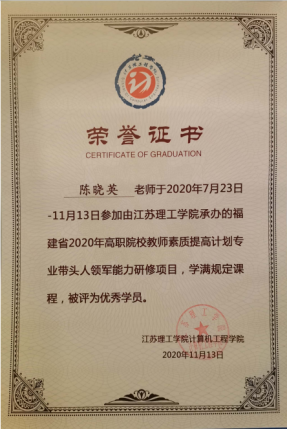 荣誉证书
CERTIFICATE OF GRADUATION
陈晓英 老师于2020年7月23日
-11月13日参加由江苏理工学院承办的福
建省2020年高职院校教师素质提高计划专
业带头人领军能力研修项目，学满规定课
程，被评为优秀学员。
江苏理工学院计算机工程学院
2020年11月13日